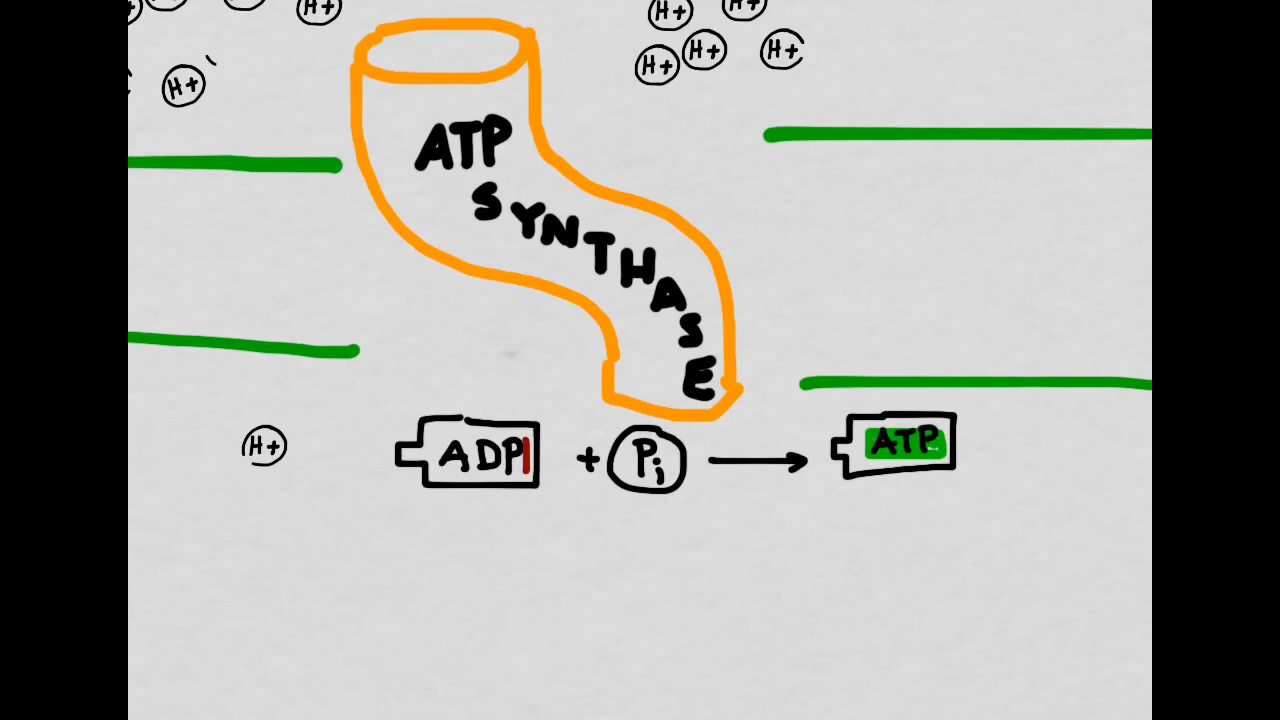 H+ H+ H+
H+ H+ H+
H+
ATP
SYNTHASE
H+ ADP + Pi → ATP